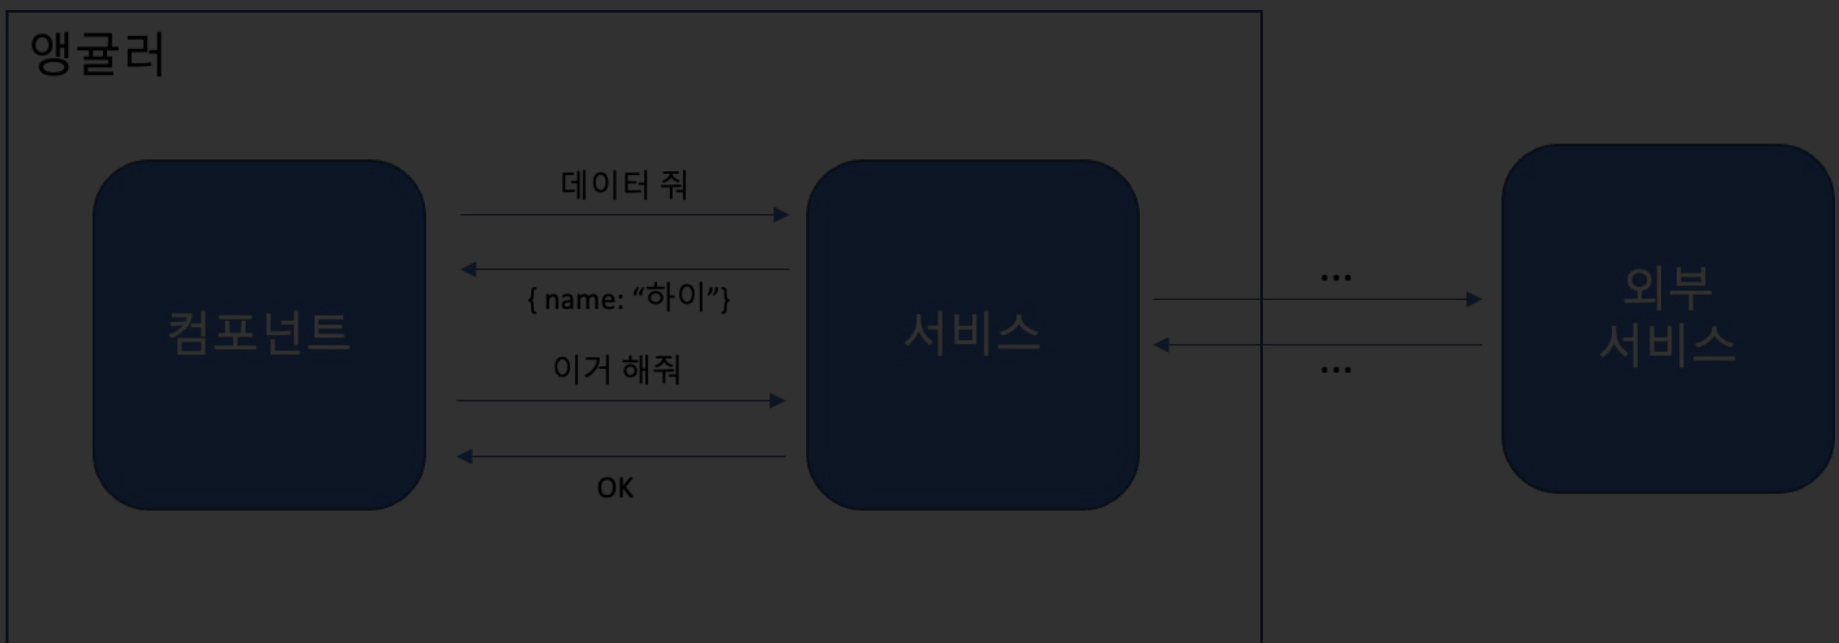 앵귤러
데이터 줘
{ name: “하이”}
컴포넌트
이거 해줘
OK
서비스
...
...
외부
서비스